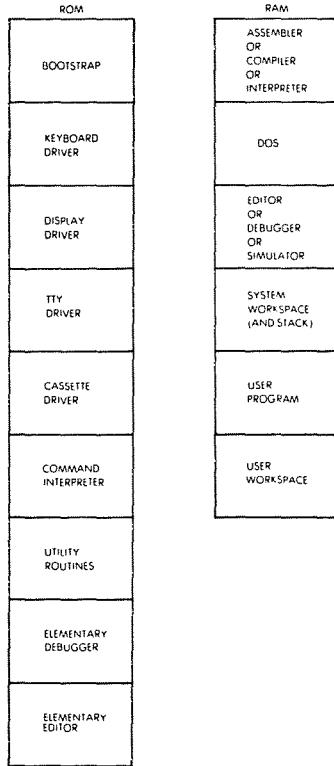 ROM
BOOTSTRAP
KEYBOARD
DRIVER
DISPLAY
DRIVER
TTY
DRIVER
CASSETTE
DRIVER
COMMAND
INTERPRETER
UTILITY
ROUTINES
ELEMENTARY
DEBUGGER
ELEMENTARY
EDITOR
RAM
ASSEMBLER
OR
COMPILER
OR
INTERPRETER
DOS
EDITOR
OR
DEBUGGER
OR
SIMULATOR
SYSTEM
WORKSPACE
(AND STACK)
USER
PROGRAM
USER
WORKSPACE